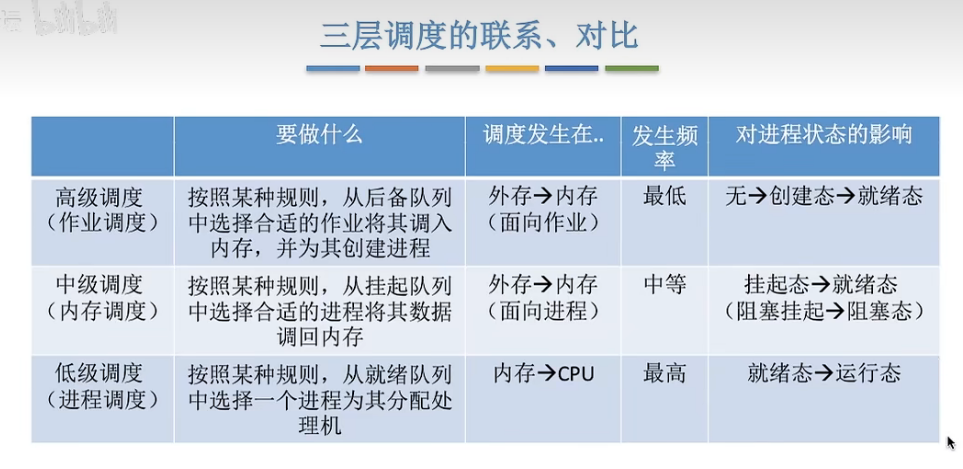 三层调度的联系、对比
要做什么
调度发生在..
发生频
率
对进程状态的影响
高级调度
(作业调度)
按照某种规则，从后备队列
中选择合适的作业将其调入
内存，并为其创建进程
外存→内存
(面向作业)
最低
无→创建态→就绪态
中级调度
(内存调度)
按照某种规则，从挂起队列
中选择合适的进程将其数据
调回内存
外存→内存
(面向进程)
中等
挂起态→就绪态
(阻塞挂起→阻塞态)
低级调度
(进程调度)
按照某种规则，从就绪队列
中选择一个进程为其分配处
理机
内存→CPU
最高
就绪态→运行态